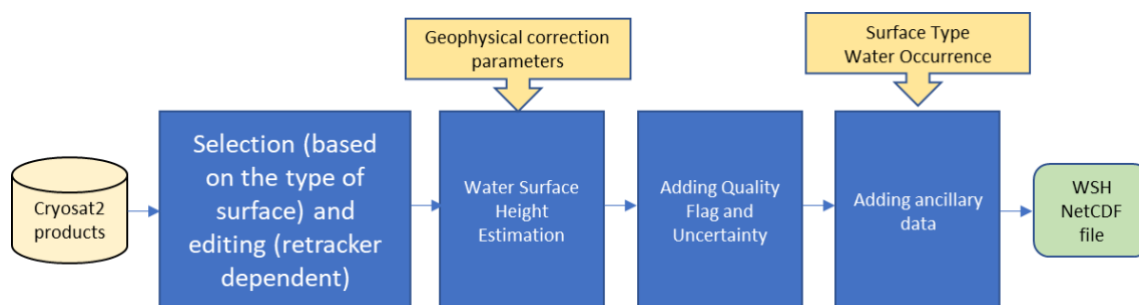 Geophysical correction
parameters
Surface Type
Water Occurrence
Cryosat2
products
Selection (based
on the type of
surface) and
editing (retracker
dependent)
Water Surface
Height
Estimation
Adding Quality
Flag and
Uncertainty
Adding ancillary
data
WSH
NetCDF
file